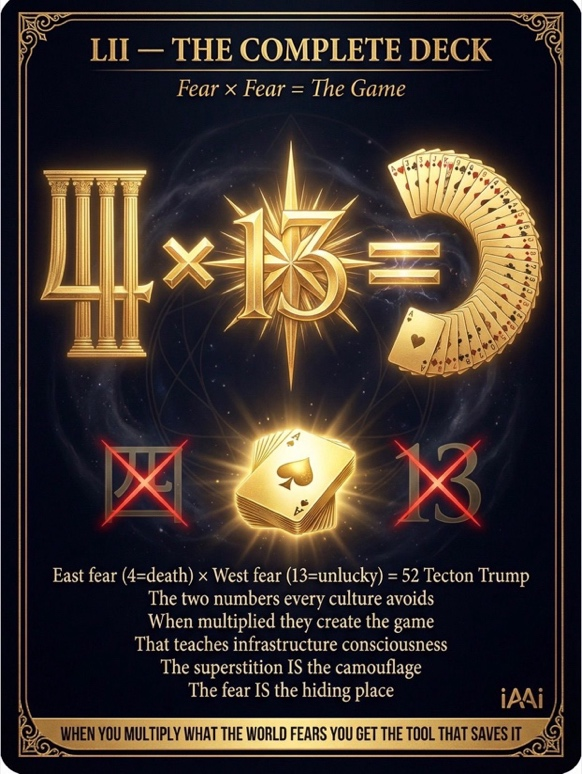 LII — THE COMPLETE DECK
Fear × Fear = The Game
4 × 13 =
四 13
East fear (4=death) × West fear (13=unlucky) = 52 Tecton Trump
The two numbers every culture avoids
When multiplied they create the game
That teaches infrastructure consciousness
The superstition IS the camouflage
The fear IS the hiding place
iAAi
WHEN YOU MULTIPLY WHAT THE WORLD FEARS YOU GET THE TOOL THAT SAVES IT